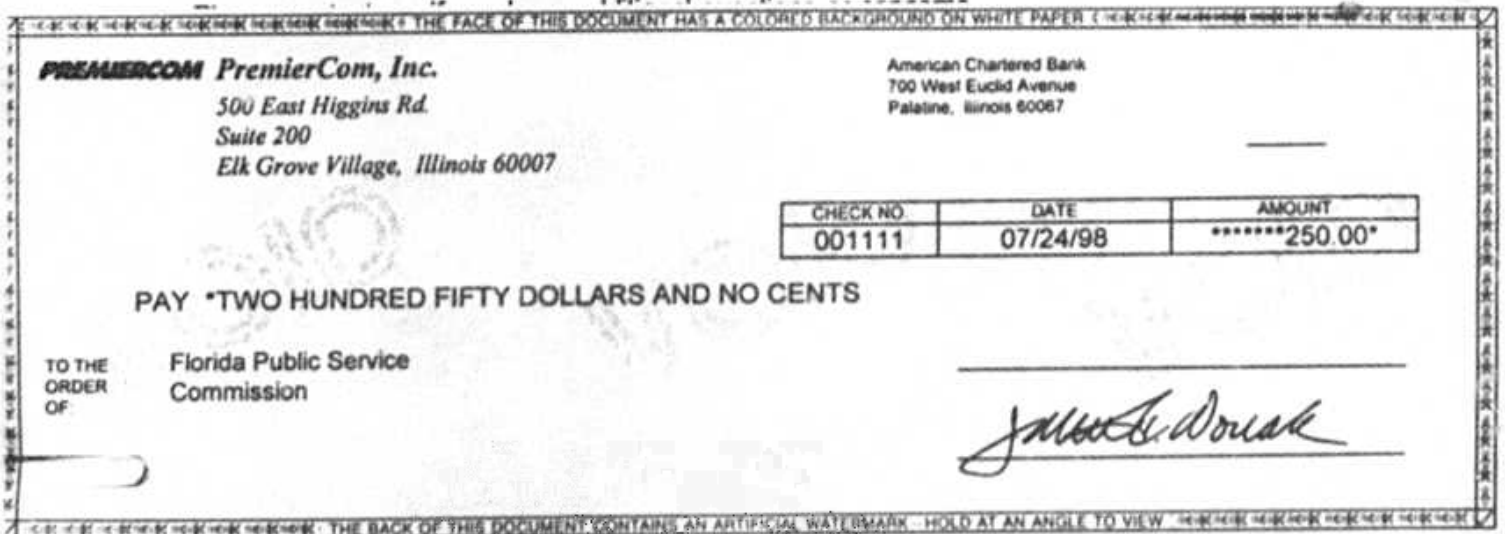 THE FACE OF THIS DOCUMENT HAS A COLORED BACKGROUND ON WHITE PAPER
PREMIERCOM PremierCom, Inc.
500 East Higgins Rd.
Suite 200
Elk Grove Village, Illinois 60007
American Chartered Bank
700 West Euclid Avenue
Palatine, Illinois 60067
CHECK NO. DATE AMOUNT
001111 07/24/98 *******250.00*
PAY *TWO HUNDRED FIFTY DOLLARS AND NO CENTS
TO THE
ORDER
OF:
Florida Public Service
Commission
THE BACK OF THIS DOCUMENT CONTAINS AN ARTIFICIAL WATERMARK - HOLD AT AN ANGLE TO VIEW